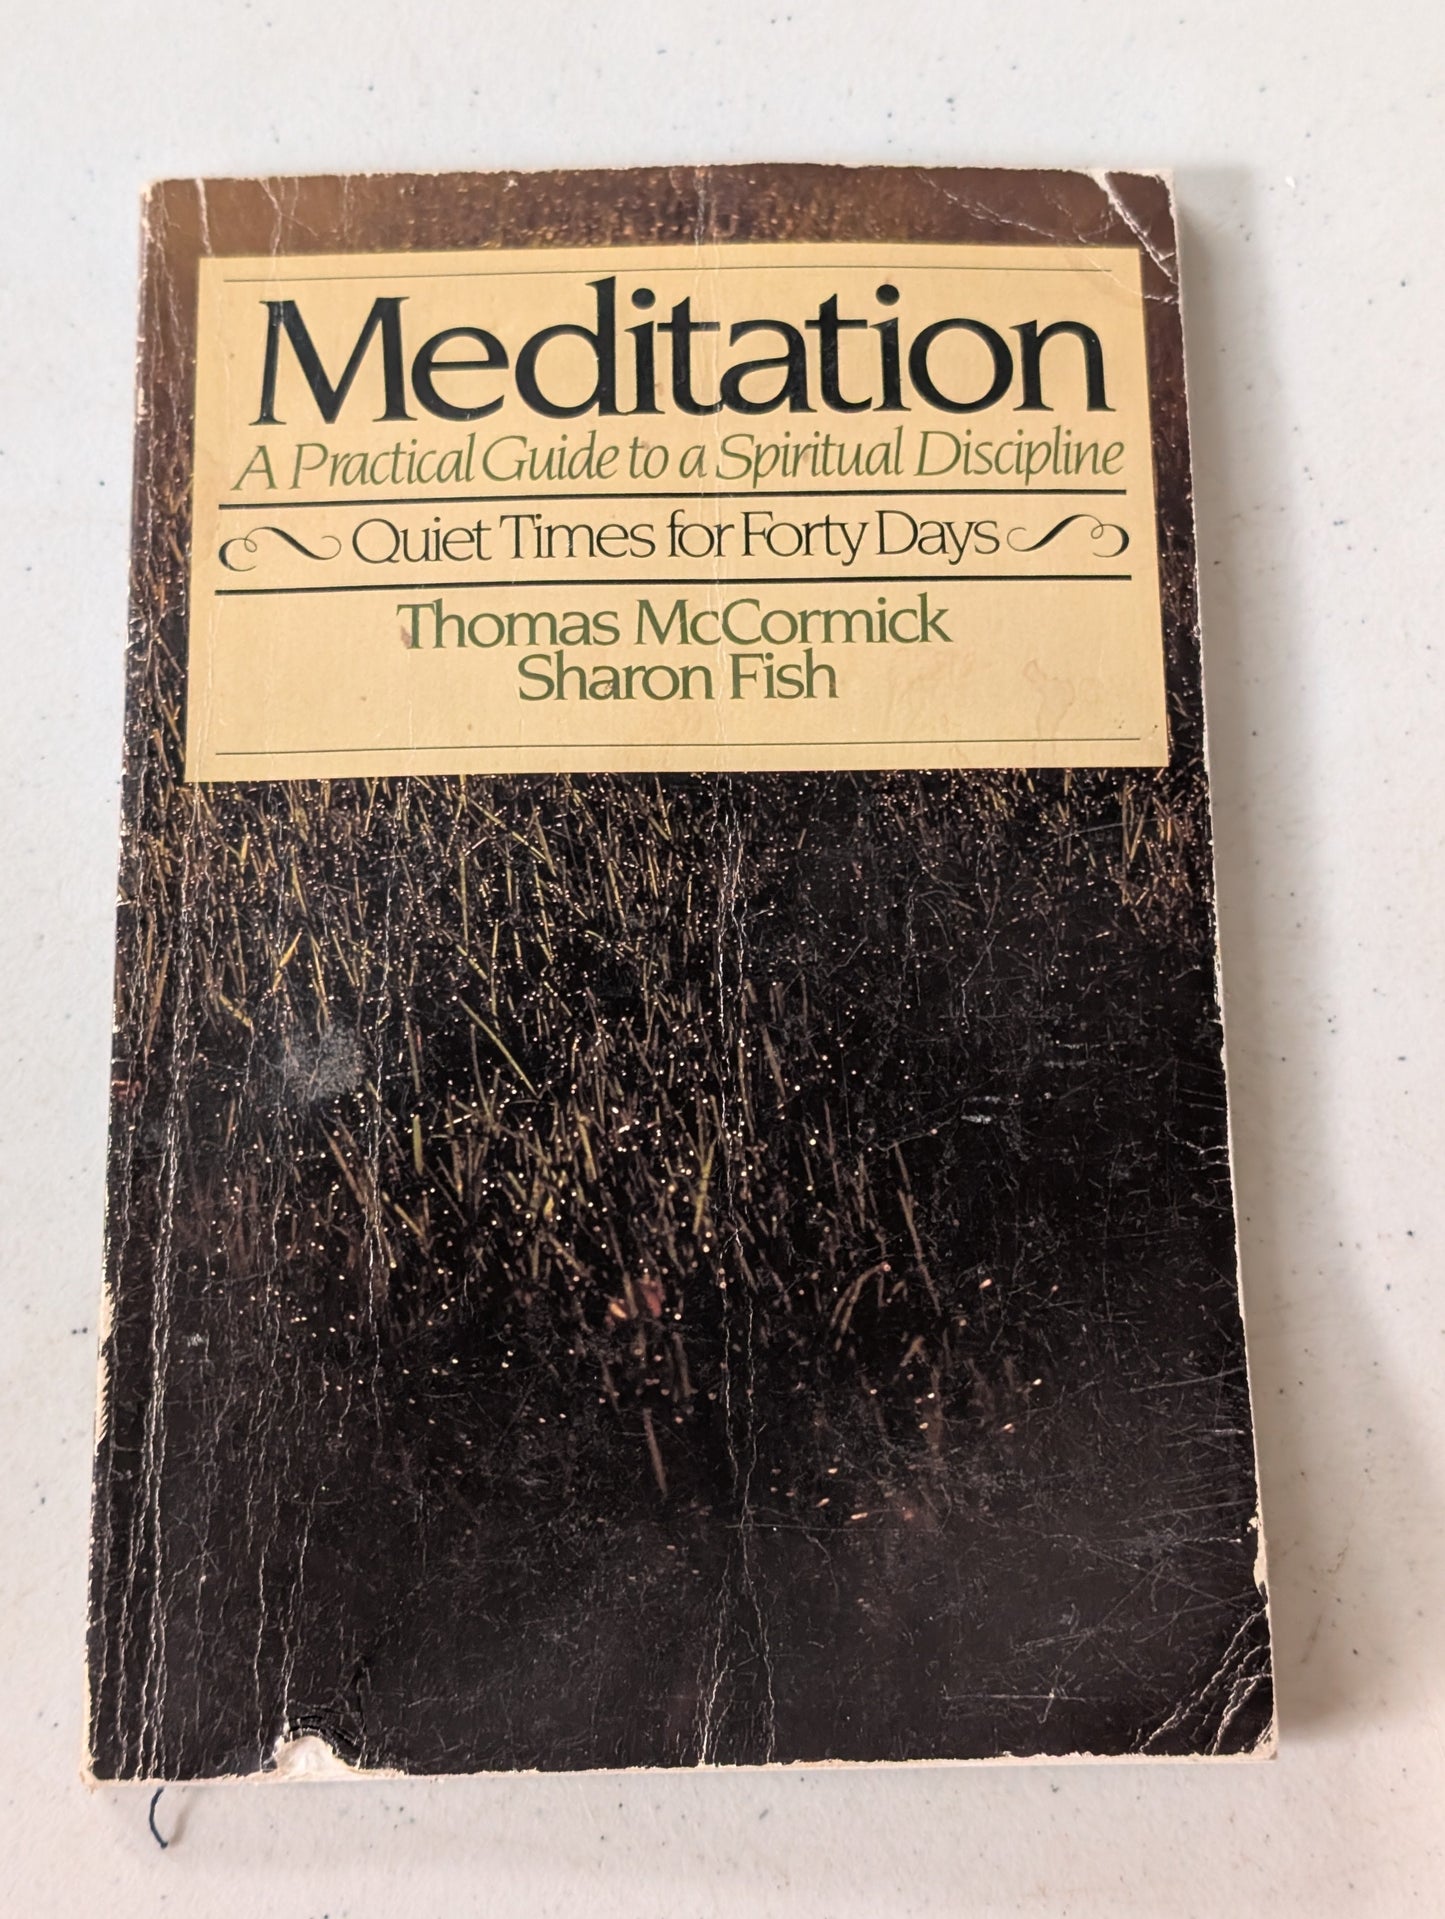 Meditation
A Practical Guide to a Spiritual Discipline
Quiet Times for Forty Days
Thomas McCormick
Sharon Fish